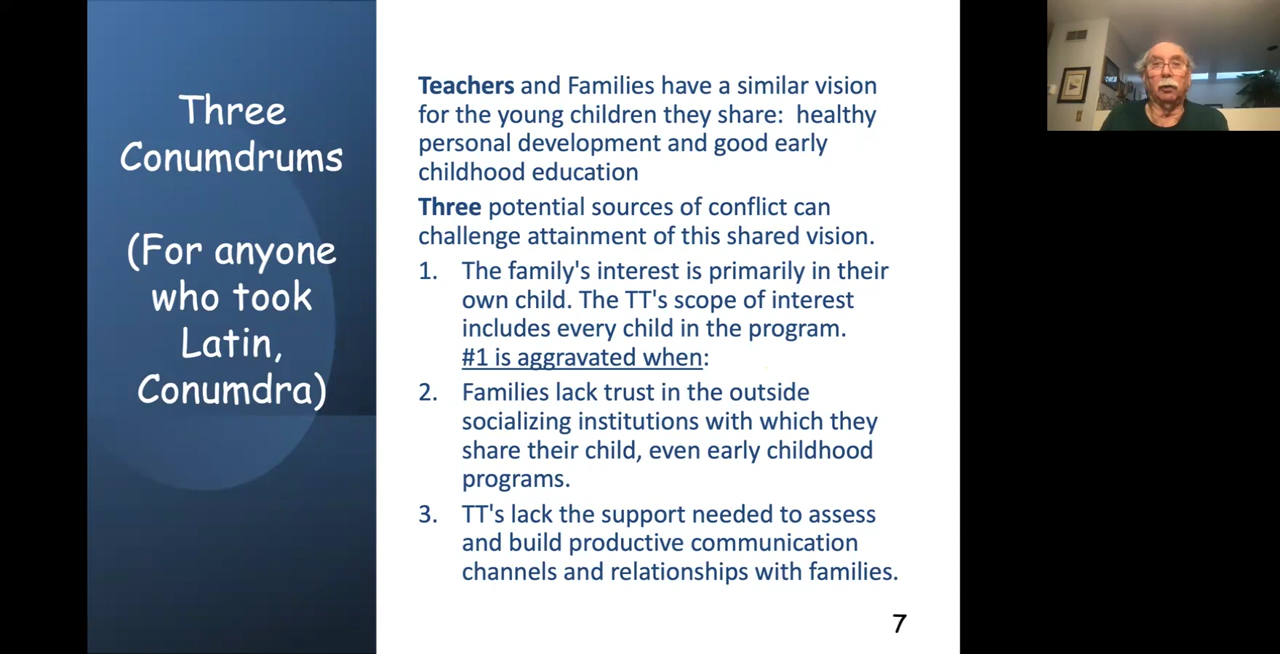 Three
Conumdrums
(For anyone
who took
Latin,
Conumdra)
Teachers and Families have a similar vision
for the young children they share:  healthy
personal development and good early
childhood education
Three potential sources of conflict can
challenge attainment of this shared vision.
1. The family's interest is primarily in their
own child. The TT's scope of interest
includes every child in the program.
#1 is aggravated when:
2. Families lack trust in the outside
socializing institutions with which they
share their child, even early childhood
programs.
3. TT's lack the support needed to assess
and build productive communication
channels and relationships with families.
7